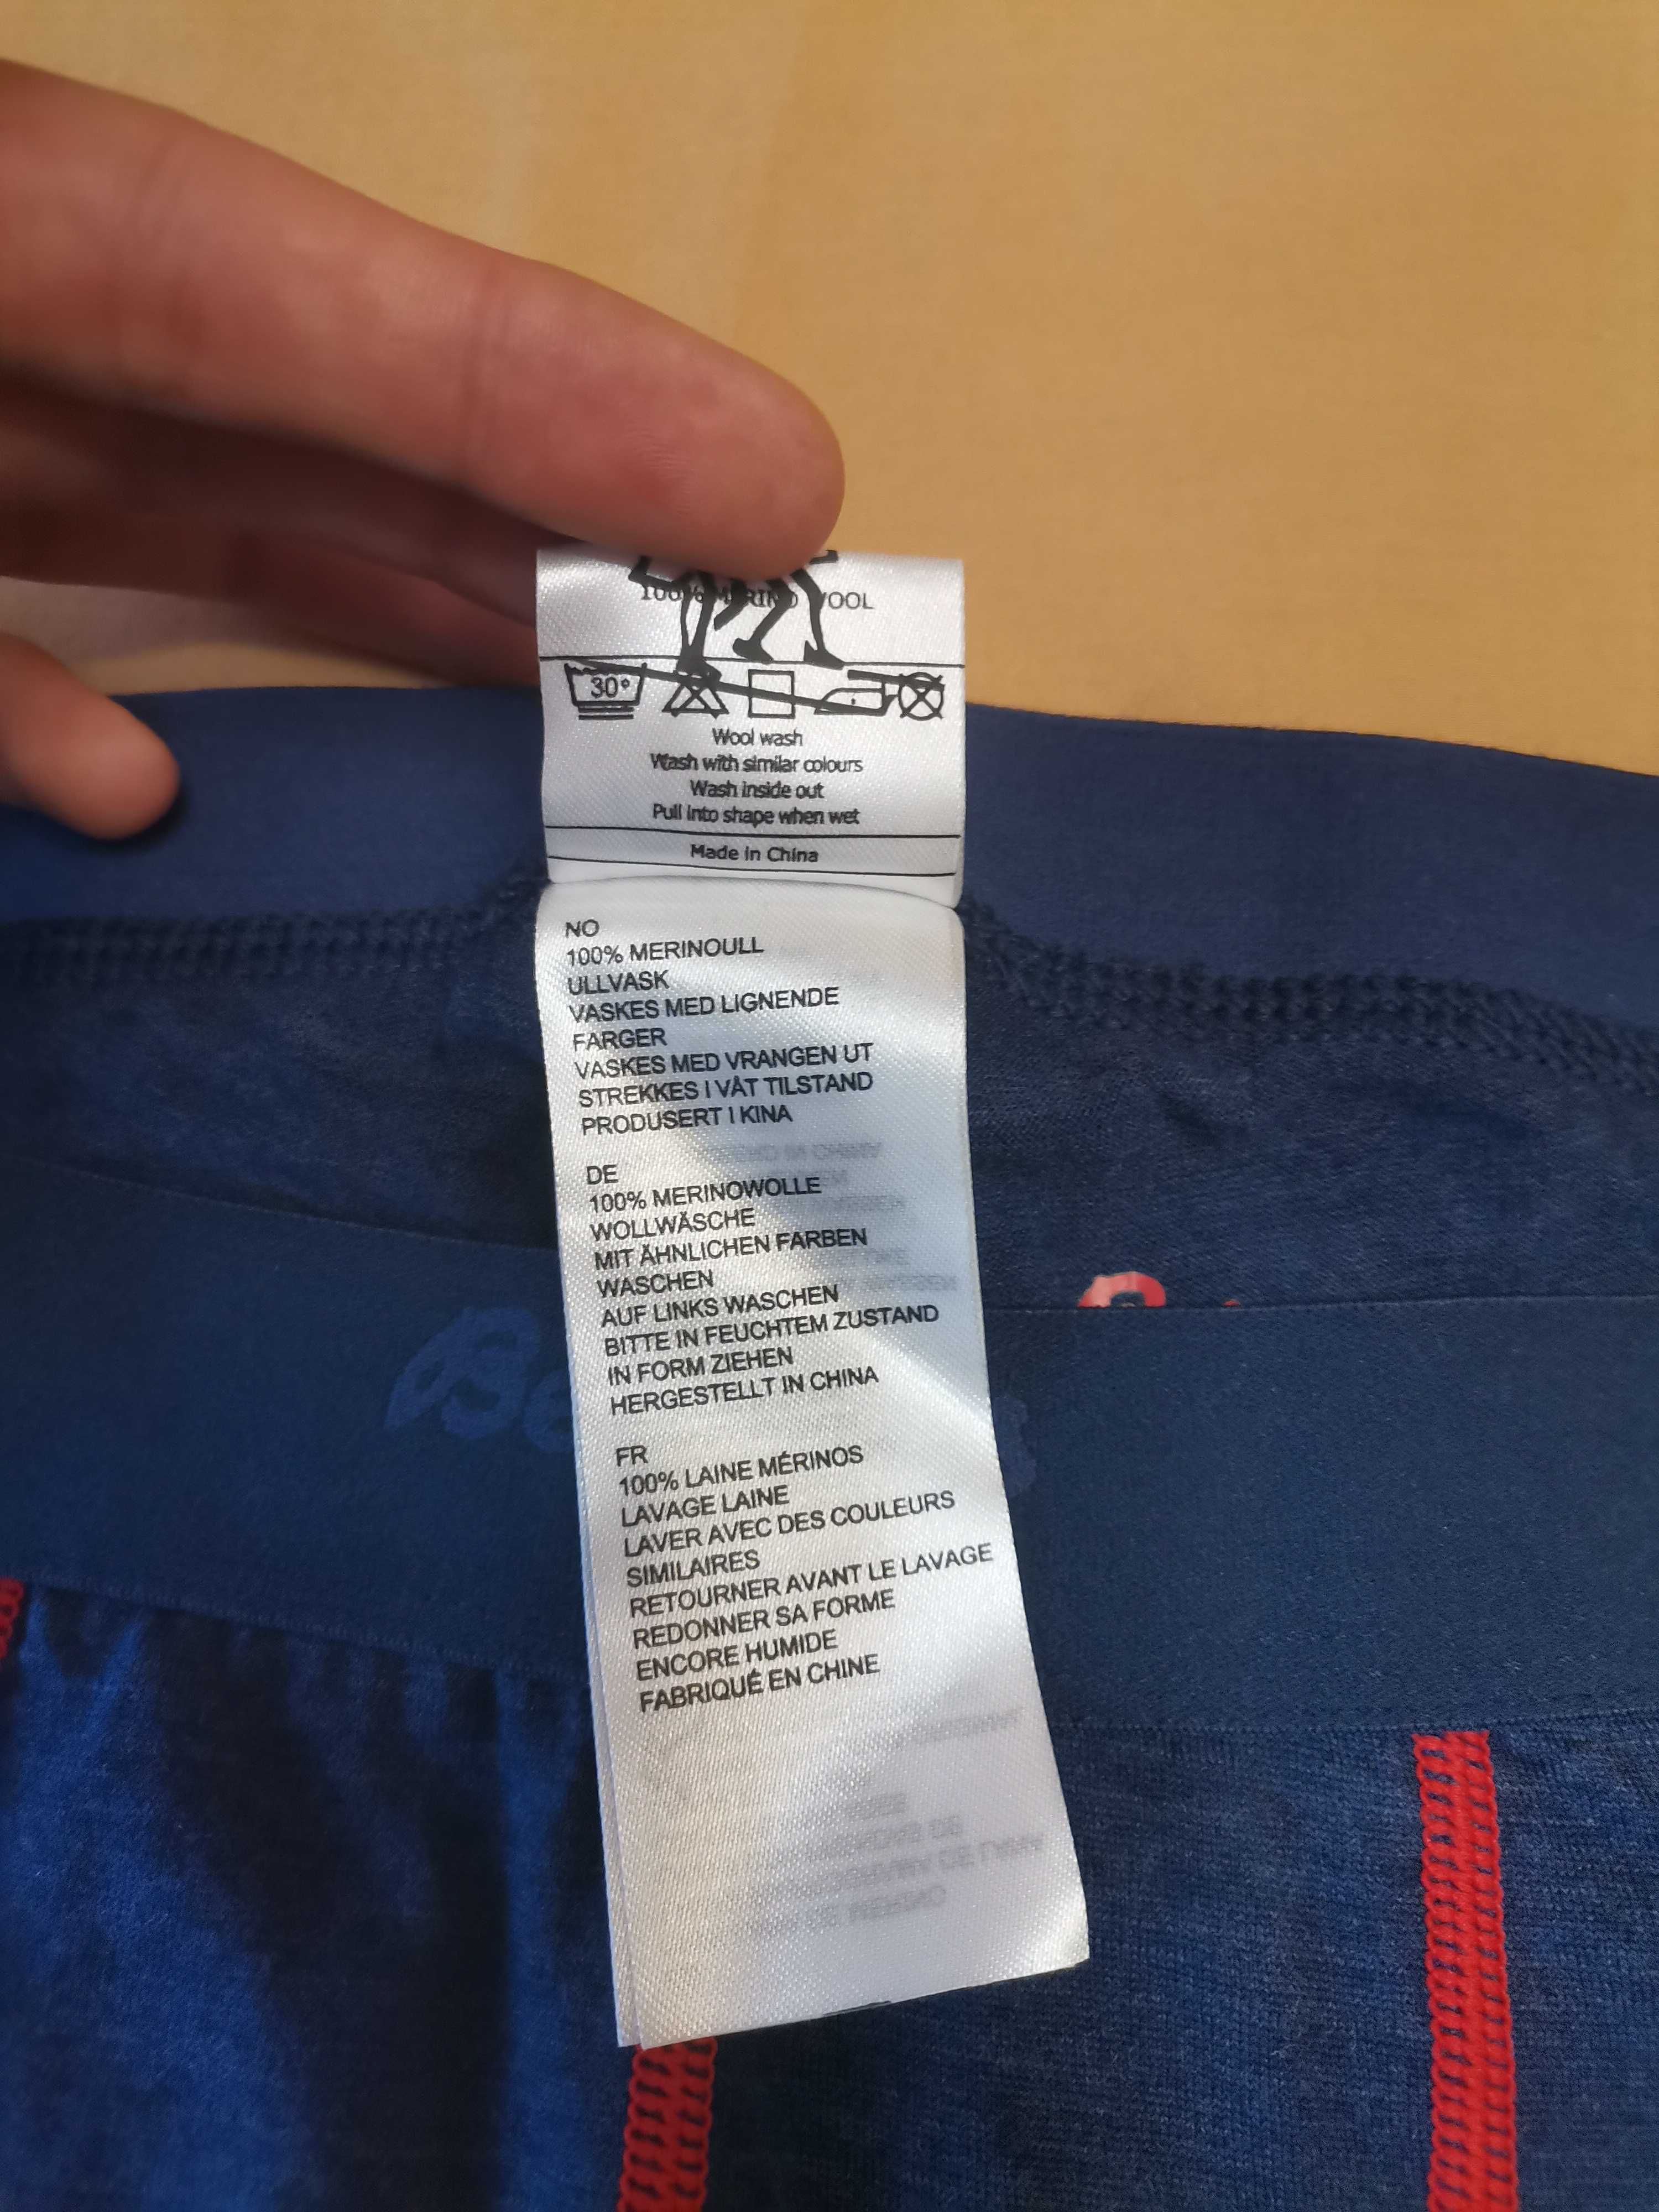 100% MERINO WOOL
30°
Wool wash
Wash with similar colours
Wash inside out
Pull into shape when wet
Made in China
NO
100% MERINOULL
ULLVASK
VASKES MED LIGNENDE
FARGER
VASKES MED VRANGEN UT
STREKKES I VÅT TILSTAND
PRODUSERT I KINA
DE
100% MERINOWOLLE
WOLLWÄSCHE
MIT ÄHNLICHEN FARBEN
WASCHEN
AUF LINKS WASCHEN
BITTE IN FEUCHTEM ZUSTAND
IN FORM ZIEHEN
HERGESTELLT IN CHINA
FR
100% LAINE MÉRINOS
LAVAGE LAINE
LAVER AVEC DES COULEURS
SIMILAIRES
RETOURNER AVANT LE LAVAGE
REDONNER SA FORME
ENCORE HUMIDE
FABRIQUÉ EN CHINE